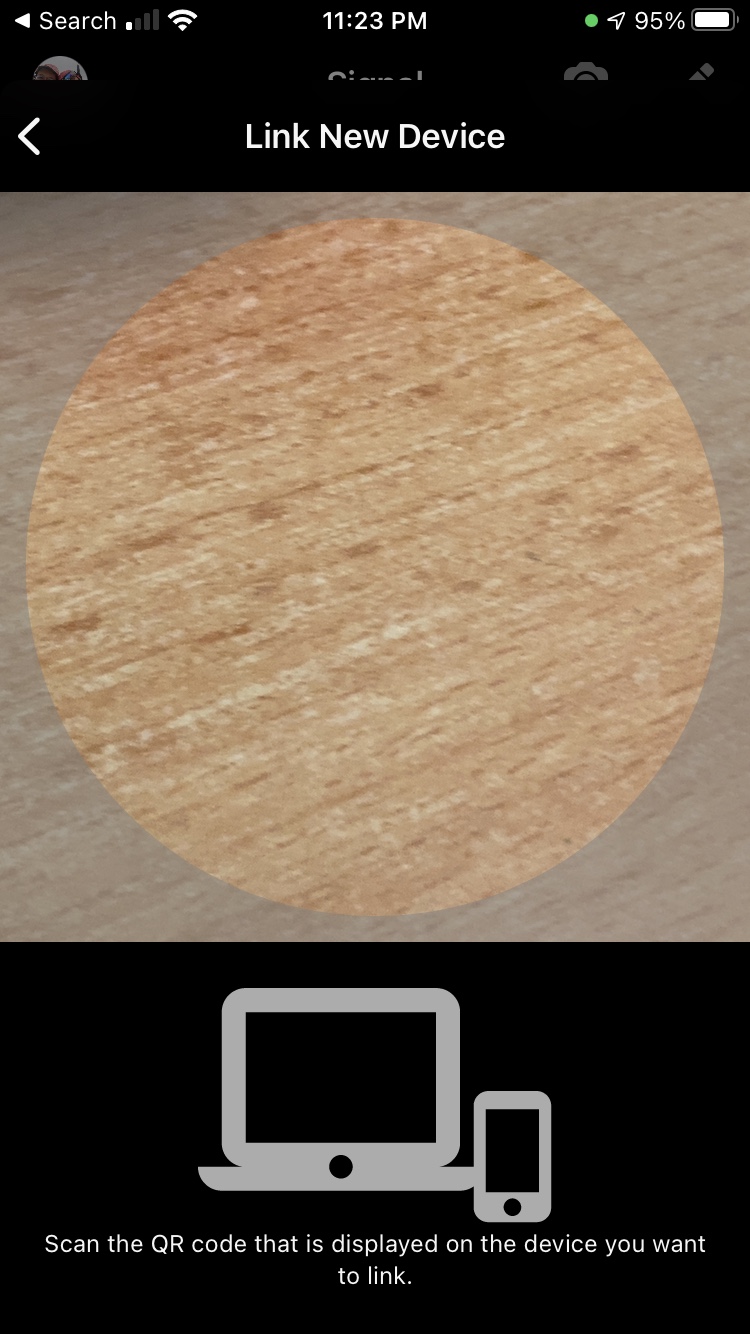 Search
11:23 PM
95%
Signal
Link New Device
Scan the QR code that is displayed on the device you want
to link.